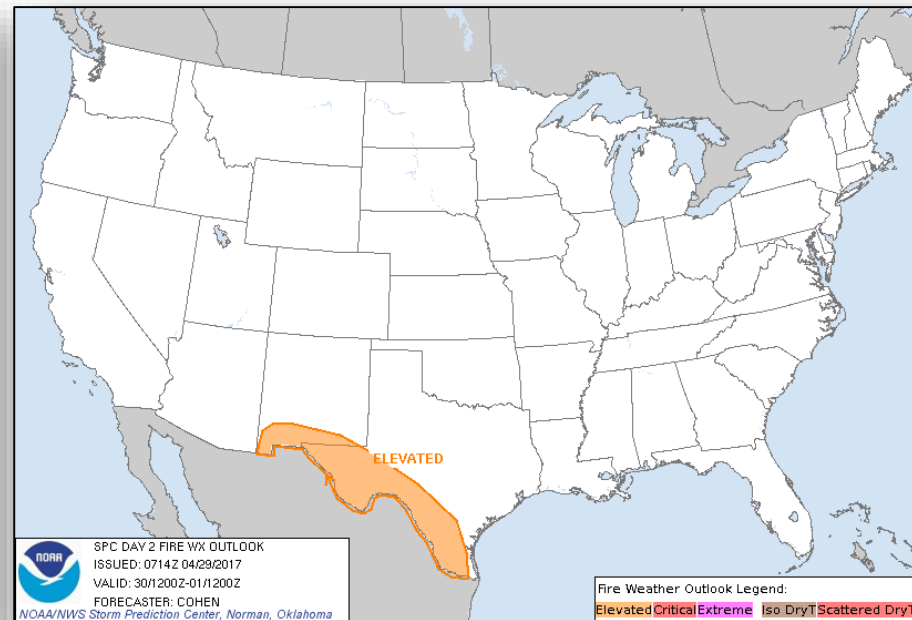 ELEVATED
NOAA
SPC DAY 2 FIRE WX OUTLOOK
ISSUED: 0714Z 04/29/2017
VALID: 30/1200Z-01/1200Z
FORECASTER: COHEN
NOAA/NWS Storm Prediction Center, Norman, Oklahoma
Fire Weather Outlook Legend:
Elevated Critical Extreme Iso DryT Scattered DryT